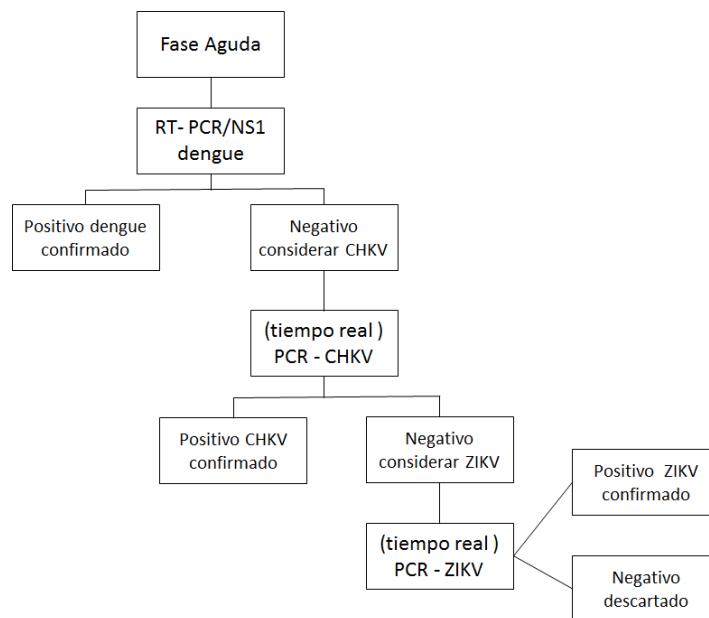 Fase Aguda
RT- PCR/NS1
dengue
Positivo dengue
confirmado
Negativo
considerar CHKV
(tiempo real )
PCR - CHKV
Positivo CHKV
confirmado
Negativo
considerar ZIKV
(tiempo real )
PCR - ZIKV
Positivo ZIKV
confirmado
Negativo
descartado